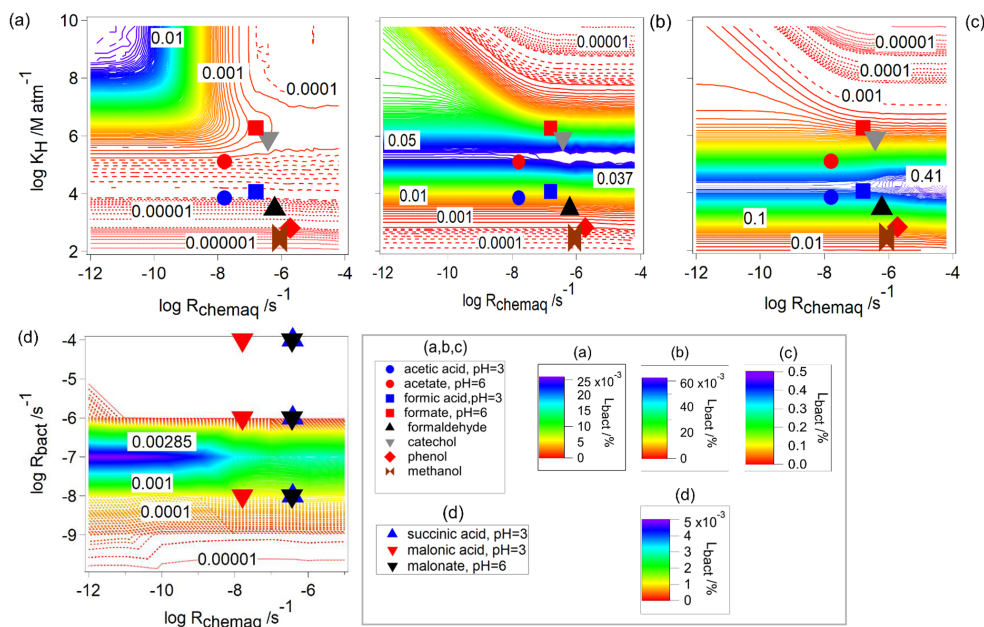 (a)
(b)
(c)
10
8
6
4
2
log K_H /M atm⁻¹
0.01
0.001
0.0001
0.00001
0.000001
-12
-10
-8
-6
-4
log R_chemaq /s⁻¹
0.00001
0.05
0.037
0.01
0.001
0.0001
-12
-10
-8
-6
-4
log R_chemaq /s⁻¹
0.001
0.41
0.1
0.01
-12
-10
-8
-6
-4
log R_chemaq /s⁻¹
(d)
-4
-5
-6
-7
-8
-9
log R_bact /s⁻¹
0.00285
0.001
0.0001
0.00001
-12
-10
-8
-6
log R_chemaq /s⁻¹
(a,b,c)
acetic acid, pH=3
acetate, pH=6
formic acid,pH=3
formate, pH=6
formaldehyde
catechol
phenol
methanol
(d)
succinic acid, pH=3
malonic acid, pH=3
malonate, pH=6
(a)
25 x10⁻³
20
15
10
5
0
L_bact /%
(b)
60 x10⁻³
40
20
0
L_bact /%
(c)
0.5
0.4
0.3
0.2
0.1
0.0
L_bact /%
(d)
5 x10⁻³
4
3
2
1
0
L_bact /%